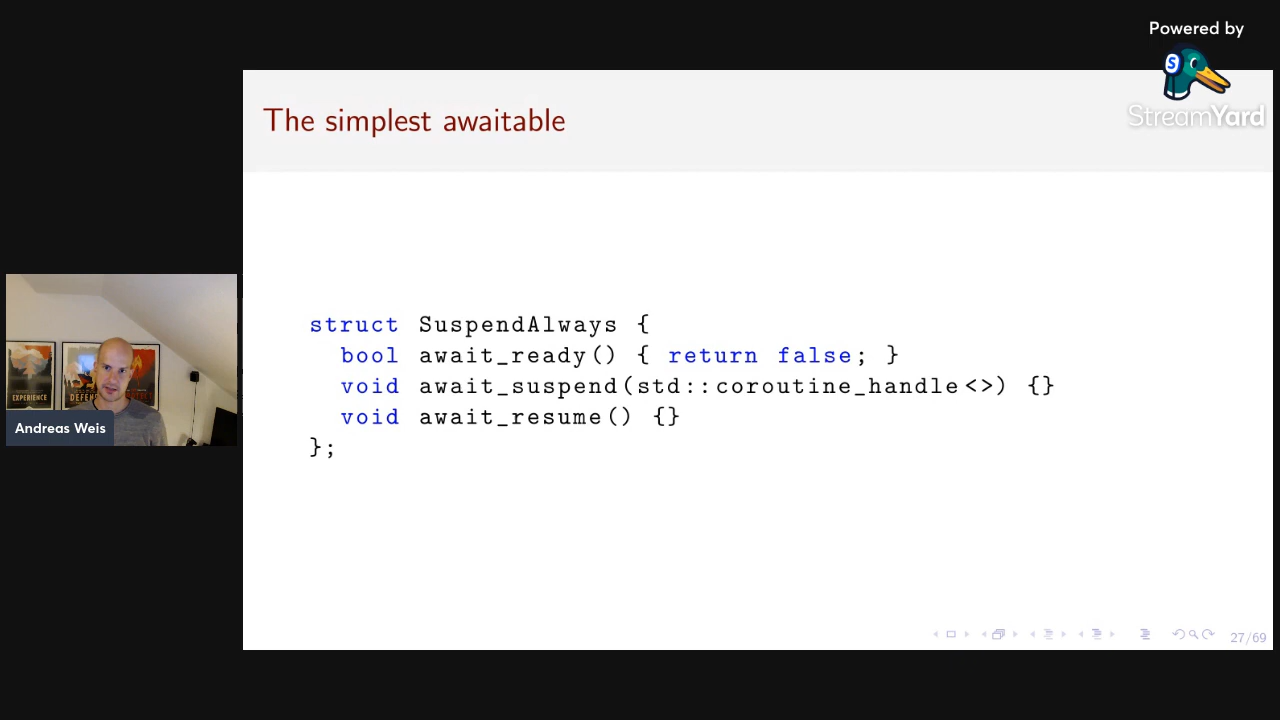 Powered by
StreamYard
The simplest awaitable
struct SuspendAlways {
  bool await_ready() { return false; }
  void await_suspend(std::coroutine_handle<>) {}
  void await_resume() {}
};
EXPERIENCE
Andreas Weis
27/69